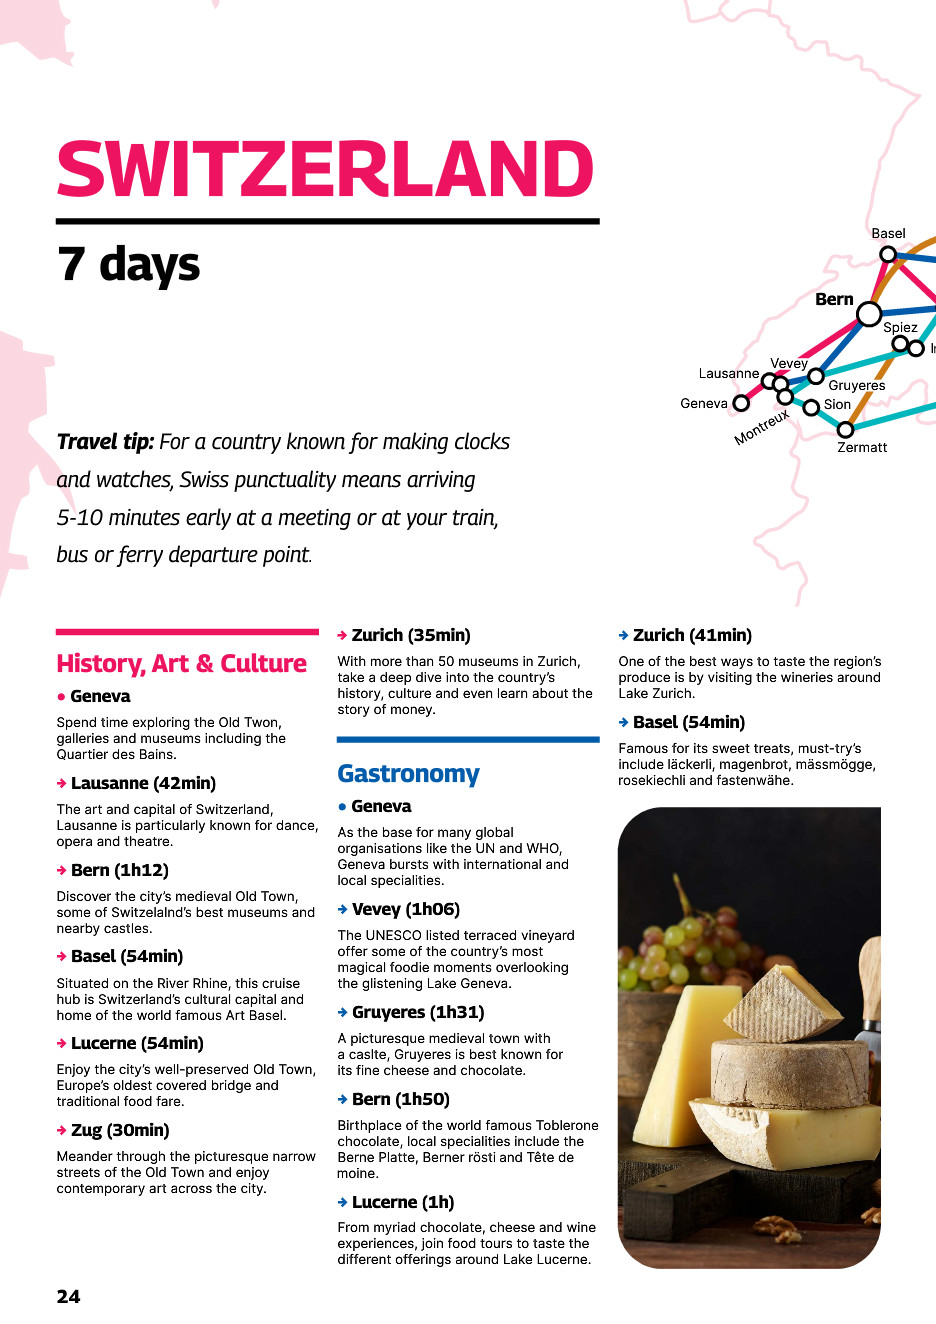 SWITZERLAND
7 days
Basel
Bern
Spiez
Vevey
Lausanne
Gruyeres
Geneva
Sion
Montreux
Zermatt
Travel tip: For a country known for making clocks
and watches, Swiss punctuality means arriving
5-10 minutes early at a meeting or at your train,
bus or ferry departure point.
History, Art & Culture
• Geneva
Spend time exploring the Old Twon,
galleries and museums including the
Quartier des Bains.
→ Lausanne (42min)
The art and capital of Switzerland,
Lausanne is particularly known for dance,
opera and theatre.
→ Bern (1h12)
Discover the city's medieval Old Town,
some of Switzelalnd's best museums and
nearby castles.
→ Basel (54min)
Situated on the River Rhine, this cruise
hub is Switzerland's cultural capital and
home of the world famous Art Basel.
→ Lucerne (54min)
Enjoy the city's well-preserved Old Town,
Europe's oldest covered bridge and
traditional food fare.
→ Zug (30min)
Meander through the picturesque narrow
streets of the Old Town and enjoy
contemporary art across the city.
→ Zurich (35min)
With more than 50 museums in Zurich,
take a deep dive into the country's
history, culture and even learn about the
story of money.
Gastronomy
• Geneva
As the base for many global
organisations like the UN and WHO,
Geneva bursts with international and
local specialities.
→ Vevey (1h06)
The UNESCO listed terraced vineyard
offer some of the country's most
magical foodie moments overlooking
the glistening Lake Geneva.
→ Gruyeres (1h31)
A picturesque medieval town with
a caslte, Gruyeres is best known for
its fine cheese and chocolate.
→ Bern (1h50)
Birthplace of the world famous Toblerone
chocolate, local specialities include the
Berne Platte, Berner rösti and Tête de
moine.
→ Lucerne (1h)
From myriad chocolate, cheese and wine
experiences, join food tours to taste the
different offerings around Lake Lucerne.
→ Zurich (41min)
One of the best ways to taste the region's
produce is by visiting the wineries around
Lake Zurich.
→ Basel (54min)
Famous for its sweet treats, must-try's
include läckerli, magenbrot, mässmögge,
rosekiechli and fastenwähe.
24